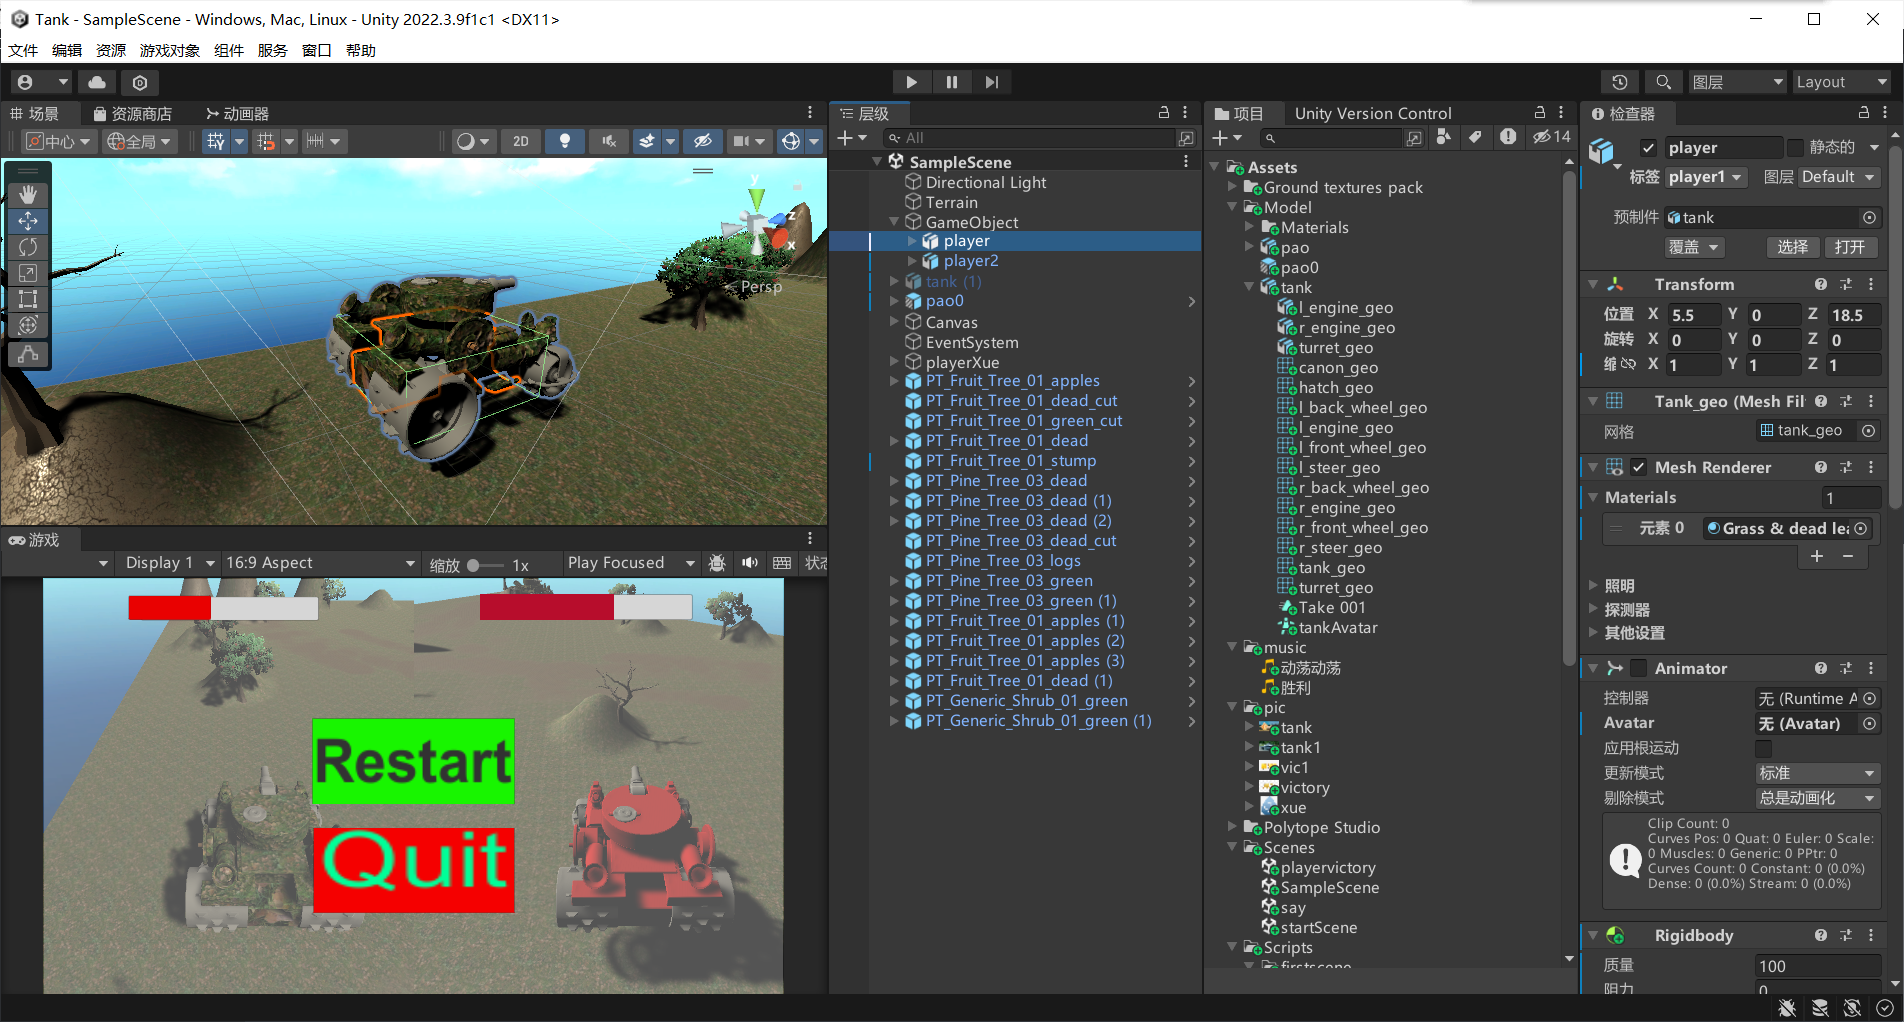 Tank - SampleScene - Windows, Mac, Linux - Unity 2022.3.9f1c1 <DX11>
文件 编辑 资源 游戏对象 组件 服务 窗口 帮助
图层 Layout
场景 资源商店 动画器
中心 全局 2D
y
z
x
Persp
层级
All
SampleScene
Directional Light
Terrain
GameObject
player
player2
tank (1)
pao0
Canvas
EventSystem
playerXue
PT_Fruit_Tree_01_apples
PT_Fruit_Tree_01_dead_cut
PT_Fruit_Tree_01_green_cut
PT_Fruit_Tree_01_dead
PT_Fruit_Tree_01_stump
PT_Pine_Tree_03_dead
PT_Pine_Tree_03_dead (1)
PT_Pine_Tree_03_dead (2)
PT_Pine_Tree_03_dead_cut
PT_Pine_Tree_03_logs
PT_Pine_Tree_03_green
PT_Pine_Tree_03_green (1)
PT_Fruit_Tree_01_apples (1)
PT_Fruit_Tree_01_apples (2)
PT_Fruit_Tree_01_apples (3)
PT_Fruit_Tree_01_dead (1)
PT_Generic_Shrub_01_green
PT_Generic_Shrub_01_green (1)
游戏
Display 1 16:9 Aspect 缩放 1x Play Focused 状态
Restart
Quit
项目 Unity Version Control
14
Assets
Ground textures pack
Model
Materials
pao
pao0
tank
l_engine_geo
r_engine_geo
turret_geo
canon_geo
hatch_geo
l_back_wheel_geo
l_engine_geo
l_front_wheel_geo
l_steer_geo
r_back_wheel_geo
r_engine_geo
r_front_wheel_geo
r_steer_geo
tank_geo
turret_geo
Take 001
tankAvatar
music
动荡动荡
胜利
pic
tank
tank1
vic1
victory
xue
Polytope Studio
Scenes
playervictory
SampleScene
say
startScene
Scripts
firstscene
检查器
player 静态的
标签 player1 图层 Default
预制件 tank
覆盖 选择 打开
Transform
位置 X 5.5 Y 0 Z 18.5
旋转 X 0 Y 0 Z 0
缩 X 1 Y 1 Z 1
Tank_geo (Mesh Fil
网格 tank_geo
Mesh Renderer
Materials 1
元素 0 Grass & dead lea
照明
探测器
其他设置
Animator
控制器 无 (Runtime A
Avatar 无 (Avatar)
应用根运动
更新模式 标准
剔除模式 总是动画化
Clip Count: 0
Curves Pos: 0 Quat: 0 Euler: 0 Scale:
0 Muscles: 0 Generic: 0 PPtr: 0
Curves Count: 0 Constant: 0 (0.0%)
Dense: 0 (0.0%) Stream: 0 (0.0%)
Rigidbody
质量 100
阻力 0